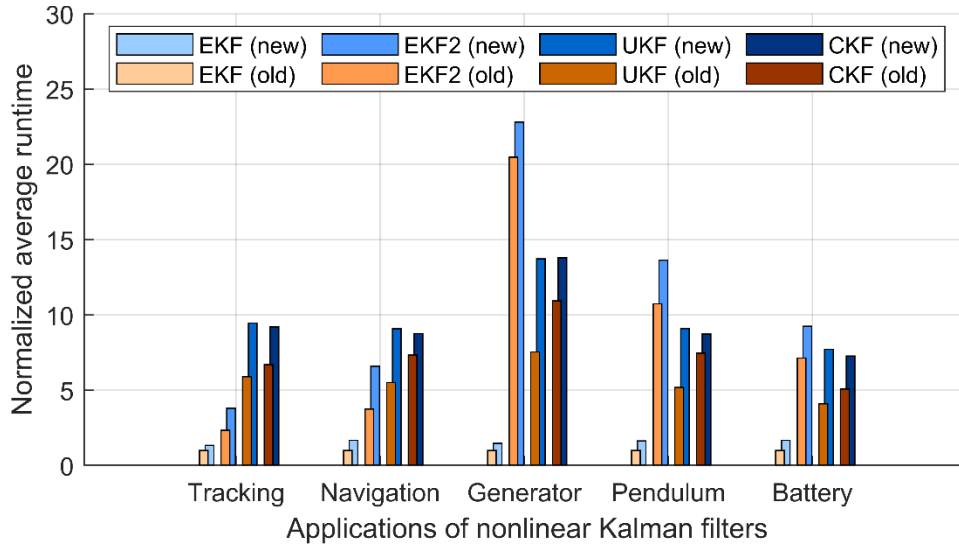 30
25
20
15
10
5
0
Normalized average runtime
EKF (new) EKF2 (new) UKF (new) CKF (new)
EKF (old) EKF2 (old) UKF (old) CKF (old)
Tracking Navigation Generator Pendulum Battery
Applications of nonlinear Kalman filters